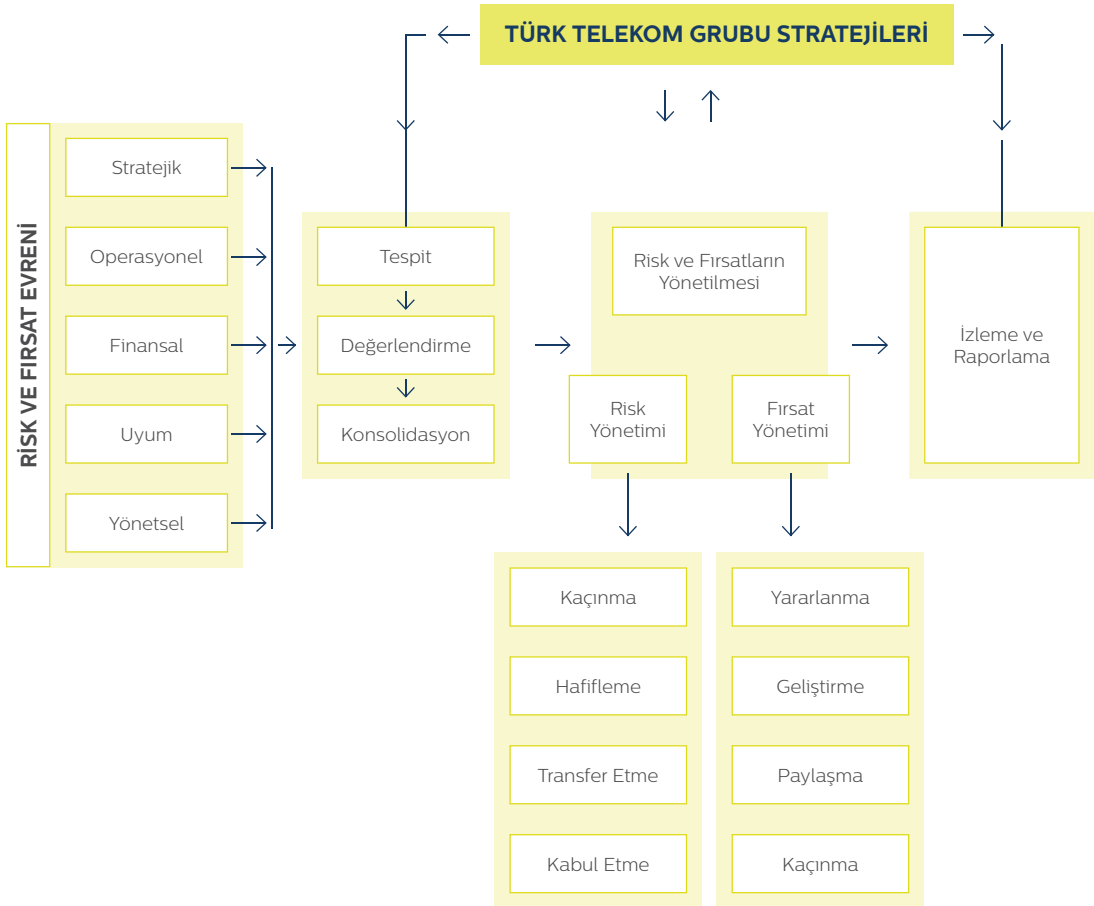 TÜRK TELEKOM GRUBU STRATEJİLERİ
RİSK VE FIRSAT EVRENİ
Stratejik
Operasyonel
Finansal
Uyum
Yönetsel
Tespit
Değerlendirme
Konsolidasyon
Risk ve Fırsatların
Yönetilmesi
Risk
Yönetimi
Fırsat
Yönetimi
İzleme ve
Raporlama
Kaçınma
Hafifleme
Transfer Etme
Kabul Etme
Yararlanma
Geliştirme
Paylaşma
Kaçınma